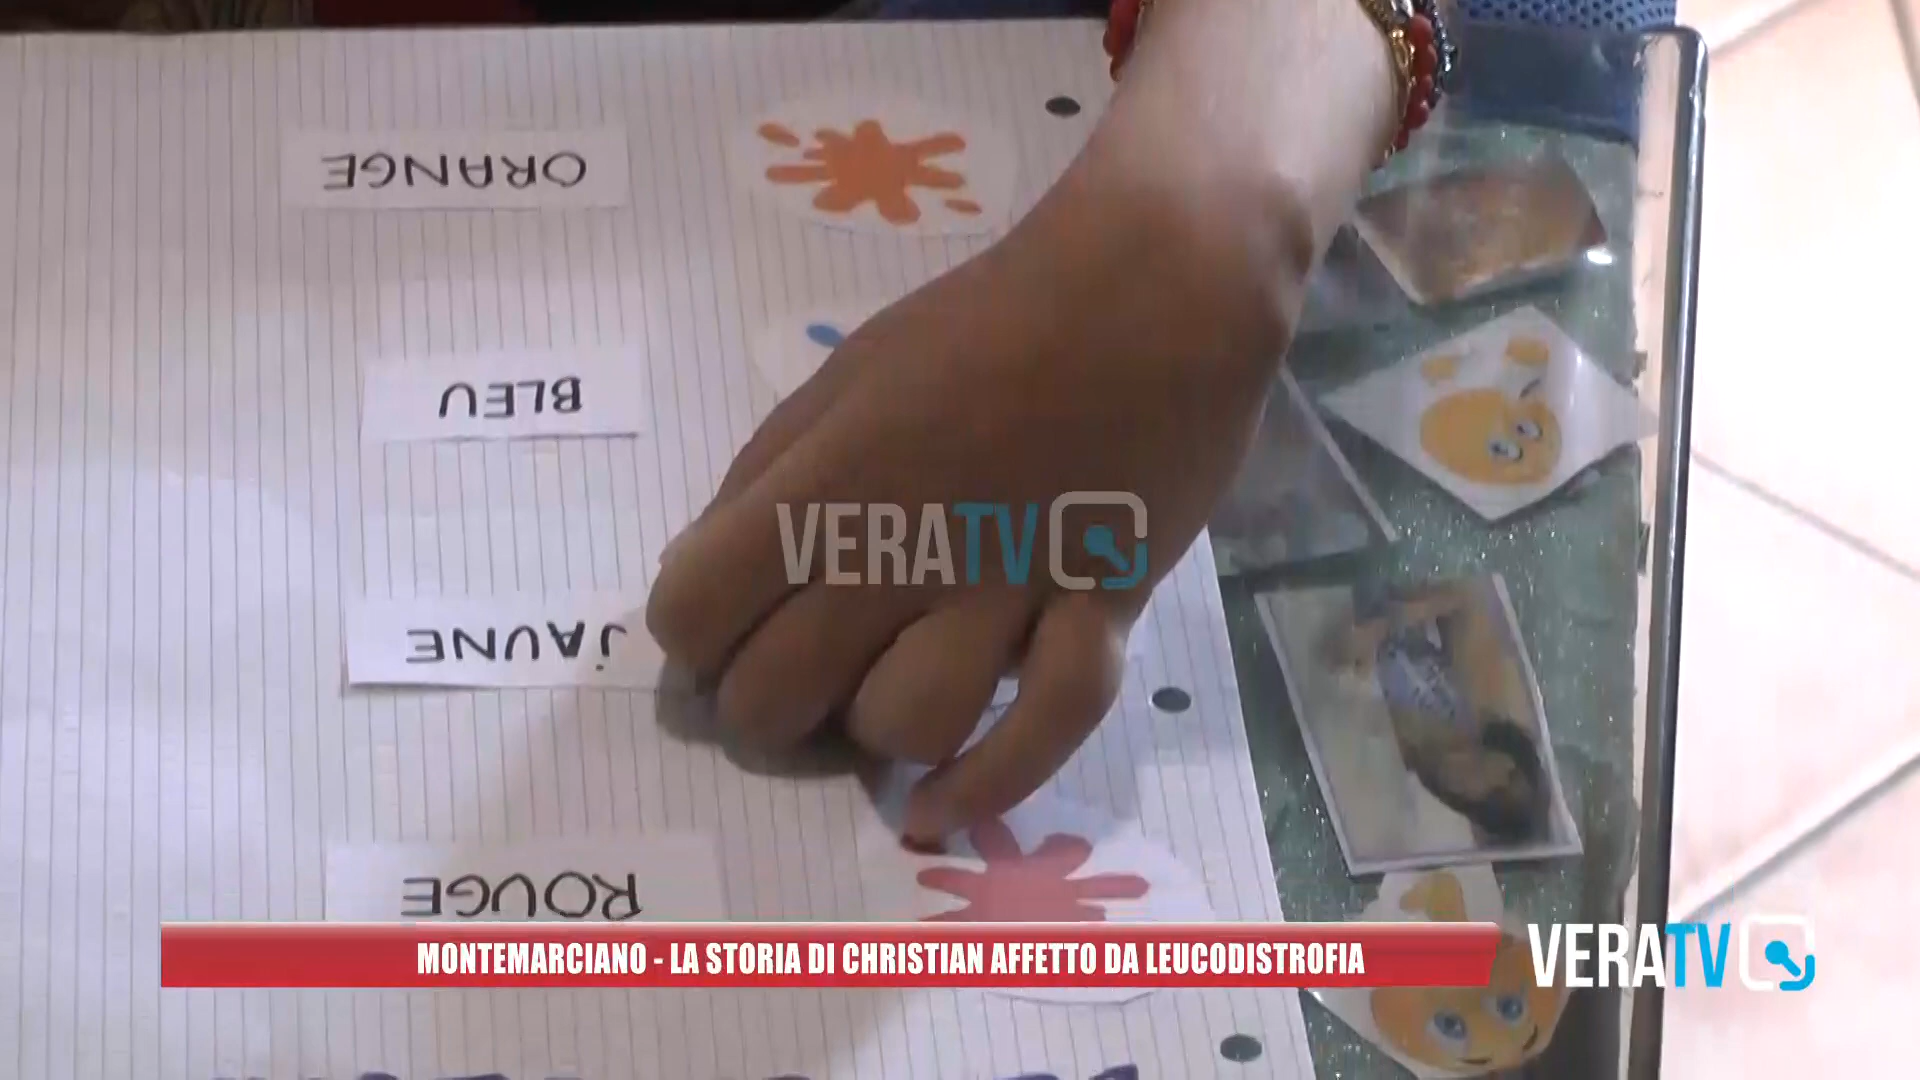 ORANGE
BLEU
jAUNE
ROUGE
VERATV
MONTEMARCIANO - LA STORIA DI CHRISTIAN AFFETTO DA LEUCODISTROFIA
VERATV